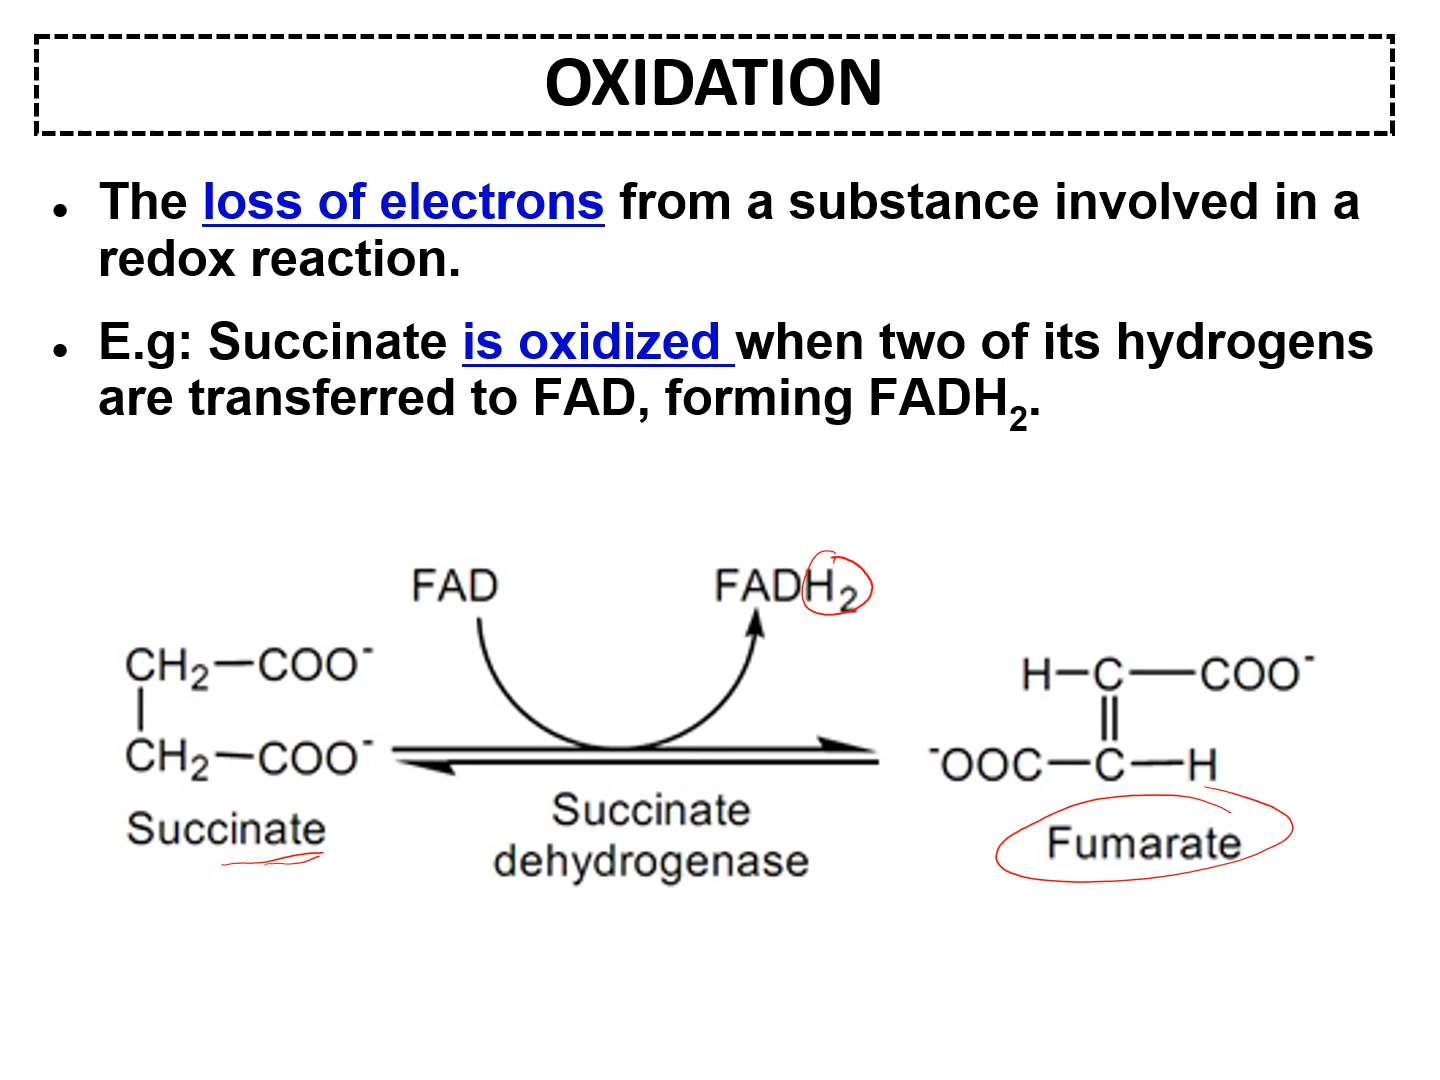 OXIDATION
• The loss of electrons from a substance involved in a
redox reaction.
• E.g: Succinate is oxidized when two of its hydrogens
are transferred to FAD, forming FADH₂.
FAD FADH₂
CH₂—COO⁻
CH₂—COO⁻
Succinate
Succinate
dehydrogenase
H—C—COO⁻
⁻OOC—C—H
Fumarate